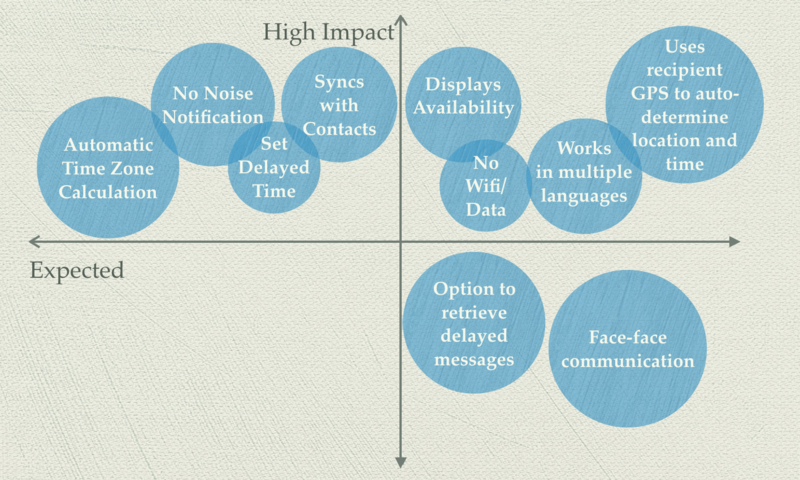 High Impact
Automatic
Time Zone
Calculation
No Noise
Notification
Set
Delayed
Time
Syncs
with
Contacts
Displays
Availability
No
Wifi/
Data
Works
in multiple
languages
Uses
recipient
GPS to auto-
determine
location and
time
Expected
Option to
retrieve
delayed
messages
Face-face
communication